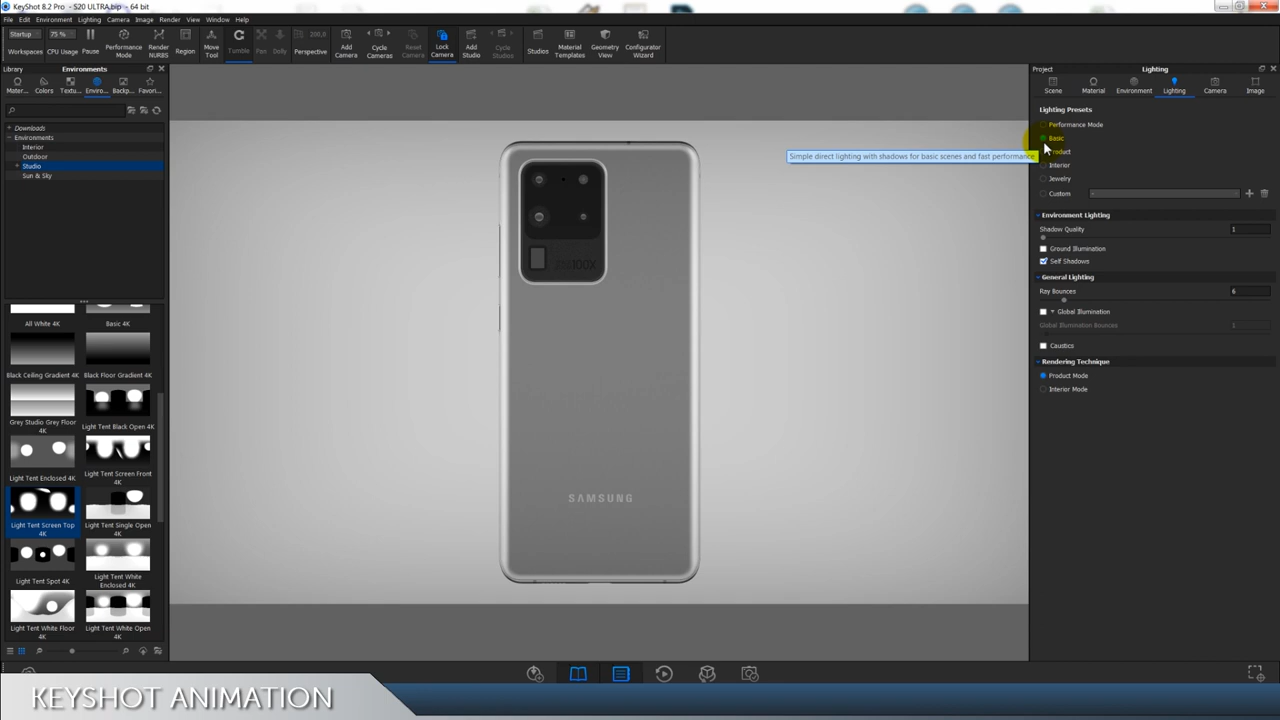 KeyShot 8.2 Pro - S20 ULTRA.bip - 64 bit
File Edit Environment Lighting Camera Image Render View Window Help
Startup 75 % 200,0
Workspaces CPU Usage Pause Performance Mode Render NURBS Region Move Tool Tumble Pan Dolly Perspective Add Camera Cycle Cameras Reset Camera Lock Camera Add Studio Cycle Studios Studios Material Templates Geometry View Configurator Wizard
Library Environments
Mater... Colors Textu... Enviro... Backp... Favori...
Downloads
Environments
Interior
Outdoor
Studio
Sun & Sky
All White 4K Basic 4K
Black Ceiling Gradient 4K Black Floor Gradient 4K
Grey Studio Grey Floor 4K Light Tent Black Open 4K
Light Tent Enclosed 4K Light Tent Screen Front 4K
Light Tent Screen Top 4K Light Tent Single Open 4K
Light Tent Spot 4K Light Tent White Enclosed 4K
Light Tent White Floor 4K Light Tent White Open 4K
100X
SAMSUNG
Simple direct lighting with shadows for basic scenes and fast performance
Project Lighting
Scene Material Environment Lighting Camera Image
Lighting Presets
Performance Mode
Basic
Product
Interior
Jewelry
Custom -
Environment Lighting
Shadow Quality 1
Ground Illumination
Self Shadows
General Lighting
Ray Bounces 6
Global Illumination
Global Illumination Bounces 1
Caustics
Rendering Technique
Product Mode
Interior Mode
KEYSHOT ANIMATION